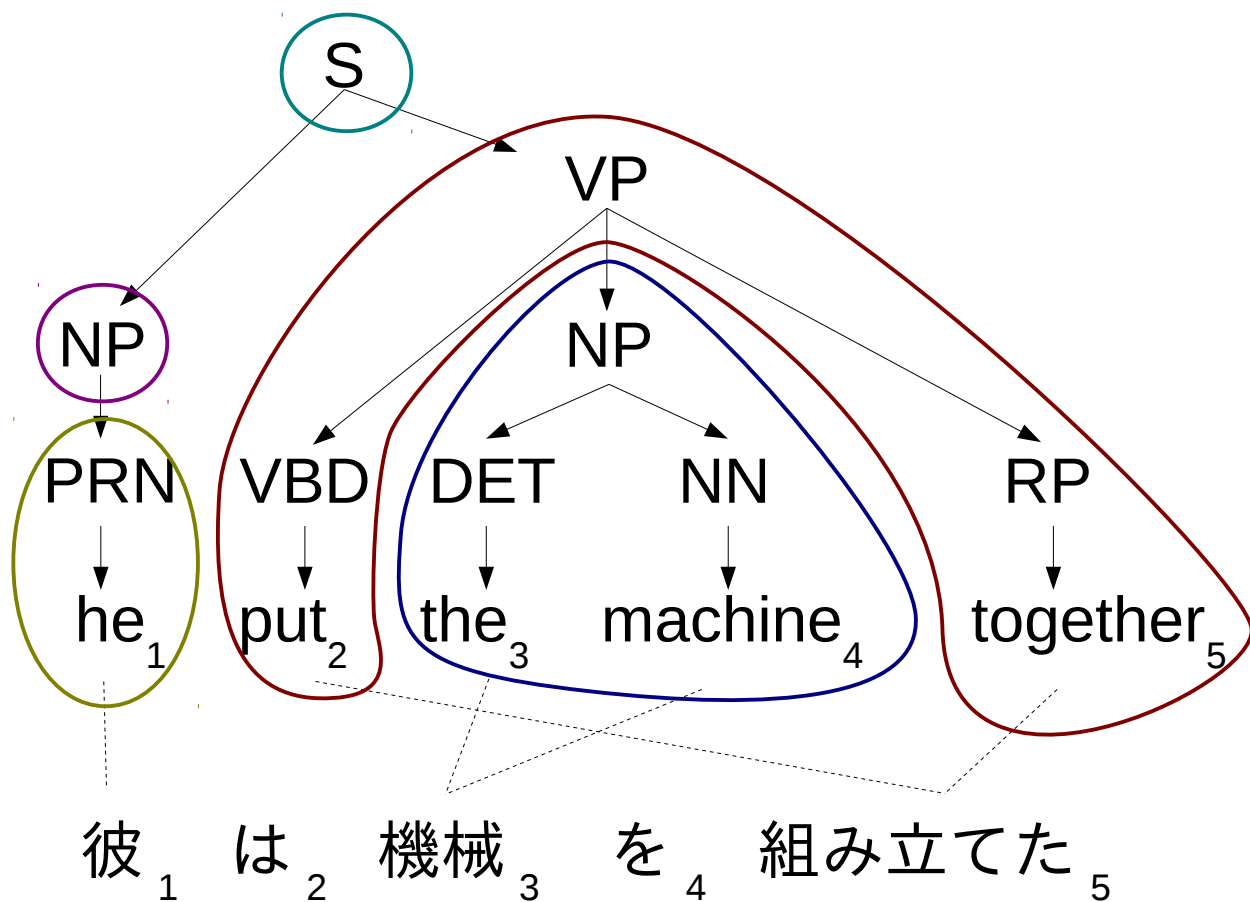 S
VP
NP NP
PRN VBD DET NN RP
he1 put2 the3 machine4 together5
彼1 は2 機械3 を4 組み立てた5